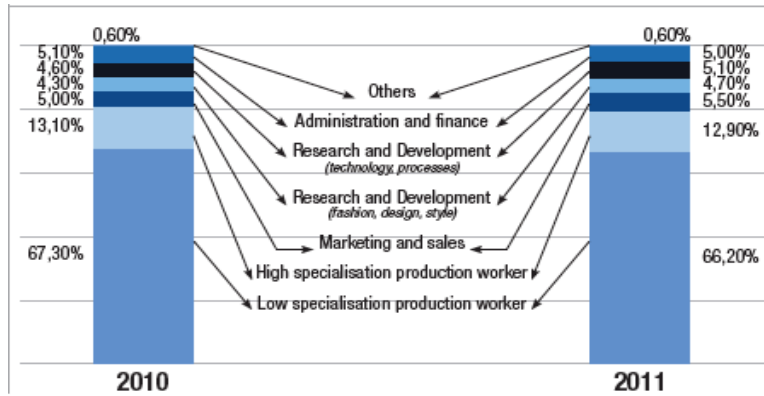 0,60%
5,10%
4,60%
4,30%
5,00%
13,10%
67,30%
2010
Others
Administration and finance
Research and Development
(technology, processes)
Research and Development
(fashion, design, style)
Marketing and sales
High specialisation production worker
Low specialisation production worker
0,60%
5,00%
5,10%
4,70%
5,50%
12,90%
66,20%
2011